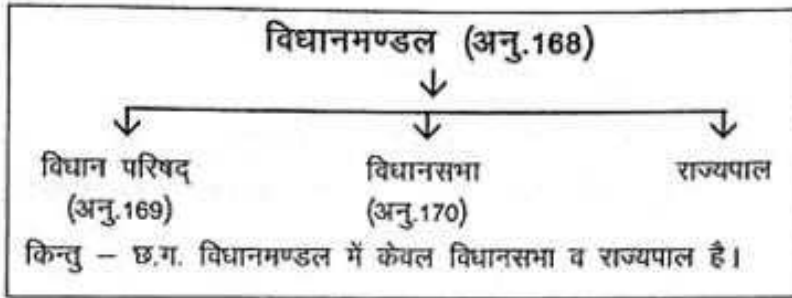 विधानमण्डल (अनु.168)
विधान परिषद् विधानसभा राज्यपाल
(अनु.169) (अनु.170)
किन्तु – छ.ग. विधानमण्डल में केवल विधानसभा व राज्यपाल है।